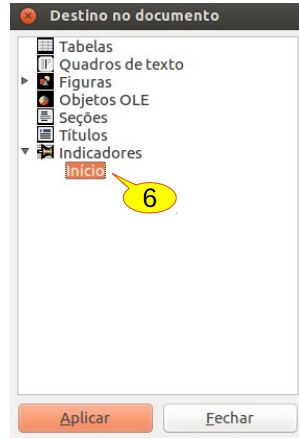 Destino no documento
Tabelas
Quadros de texto
Figuras
Objetos OLE
Seções
Títulos
Indicadores
Início
6
Aplicar
Fechar